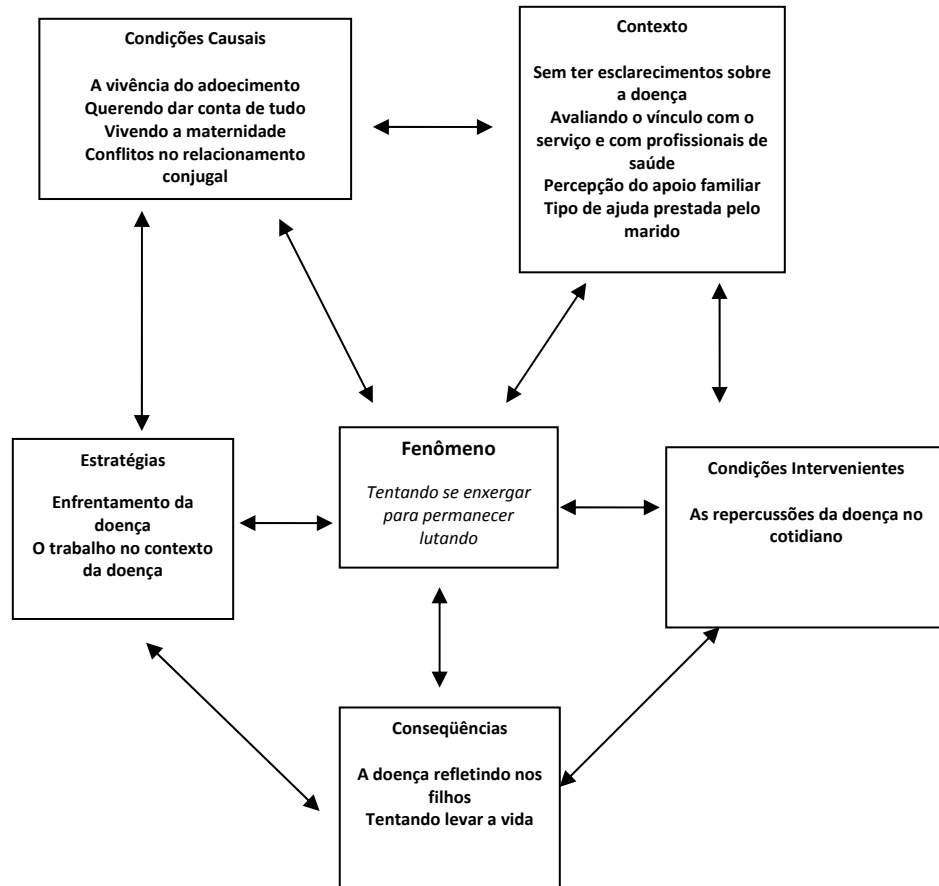 Condições Causais
A vivência do adoecimento
Querendo dar conta de tudo
Vivendo a maternidade
Conflitos no relacionamento
conjugal
Contexto
Sem ter esclarecimentos sobre
a doença
Avaliando o vínculo com o
serviço e com profissionais de
saúde
Percepção do apoio familiar
Tipo de ajuda prestada pelo
marido
Estratégias
Enfrentamento da
doença
O trabalho no contexto
da doença
Fenômeno
Tentando se enxergar
para permanecer
lutando
Condições Intervenientes
As repercussões da doença no
cotidiano
Conseqüências
A doença refletindo nos
filhos
Tentando levar a vida